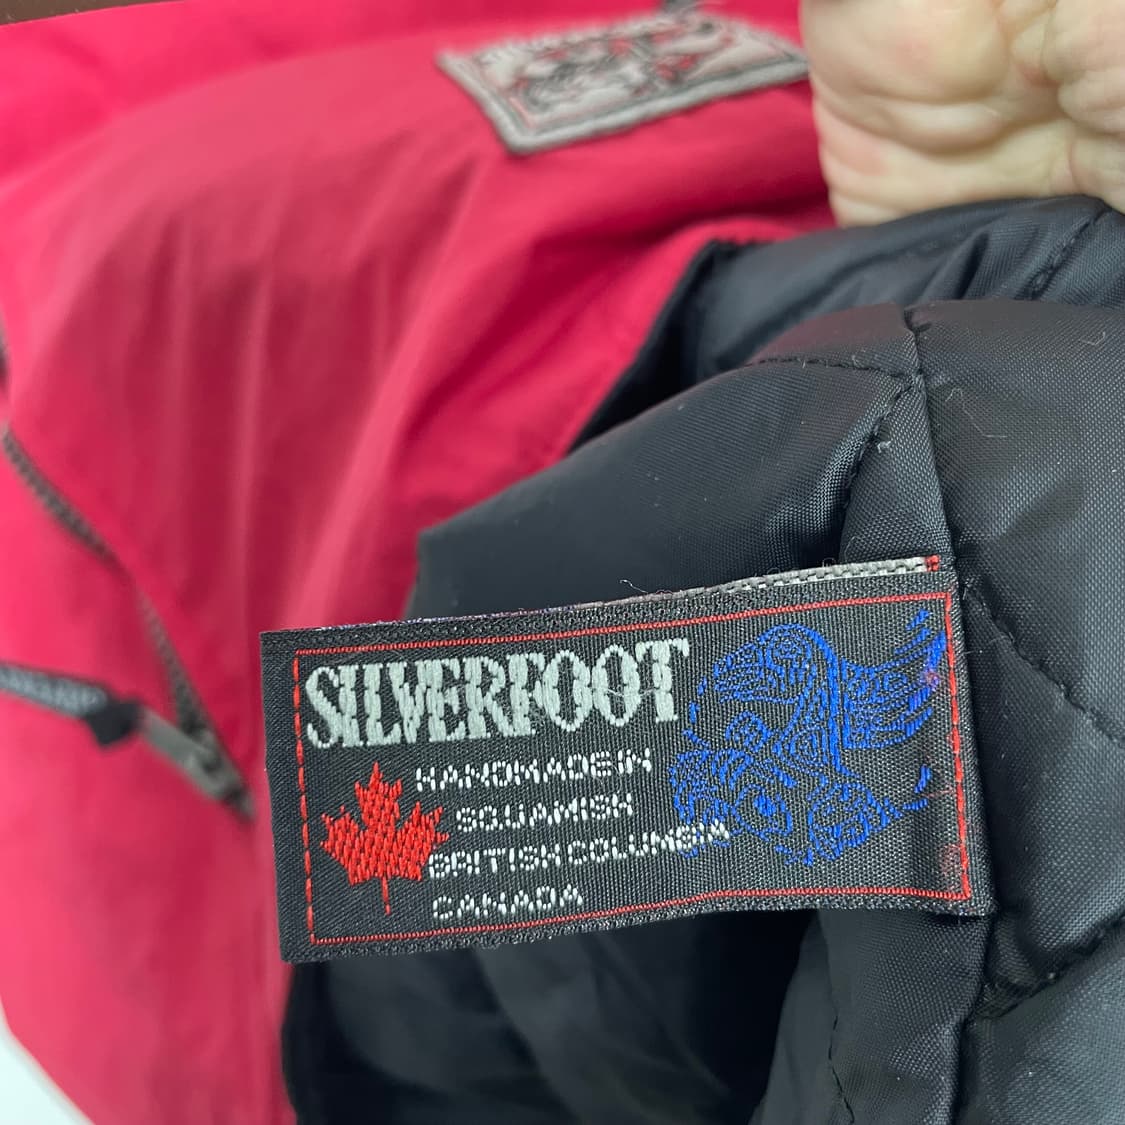 SILVERFOOT
HANDMADE IN
SQUAMISH
BRITISH COLUMBIA
CANADA